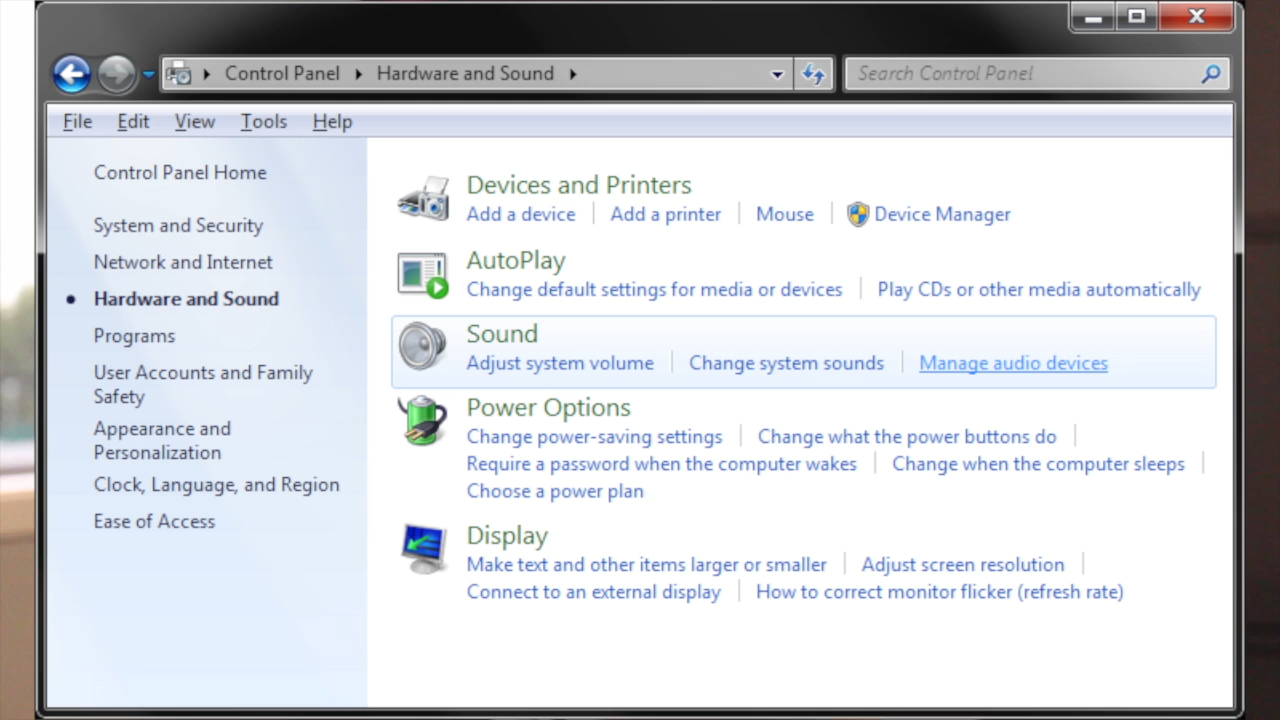 Control Panel Hardware and Sound Search Control Panel
File Edit View Tools Help
Control Panel Home
System and Security
Network and Internet
Hardware and Sound
Programs
User Accounts and Family
Safety
Appearance and
Personalization
Clock, Language, and Region
Ease of Access
Devices and Printers
Add a device Add a printer Mouse Device Manager
AutoPlay
Change default settings for media or devices Play CDs or other media automatically
Sound
Adjust system volume Change system sounds Manage audio devices
Power Options
Change power-saving settings Change what the power buttons do
Require a password when the computer wakes Change when the computer sleeps
Choose a power plan
Display
Make text and other items larger or smaller Adjust screen resolution
Connect to an external display How to correct monitor flicker (refresh rate)